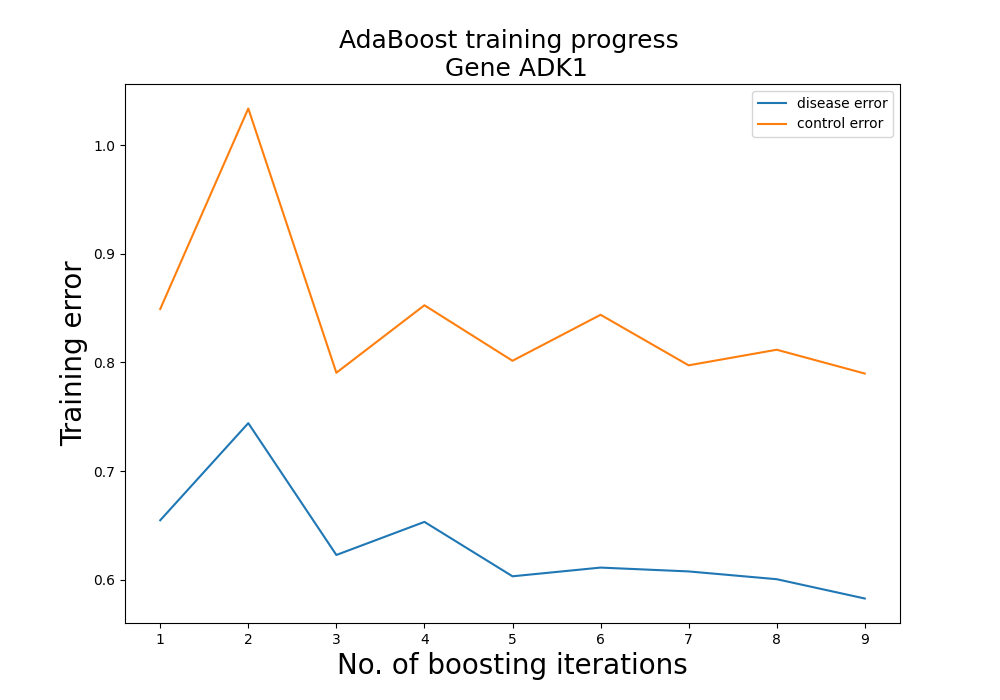 AdaBoost training progress
Gene ADK1
disease error
control error
Training error
1.0
0.9
0.8
0.7
0.6
1 2 3 4 5 6 7 8 9
No. of boosting iterations